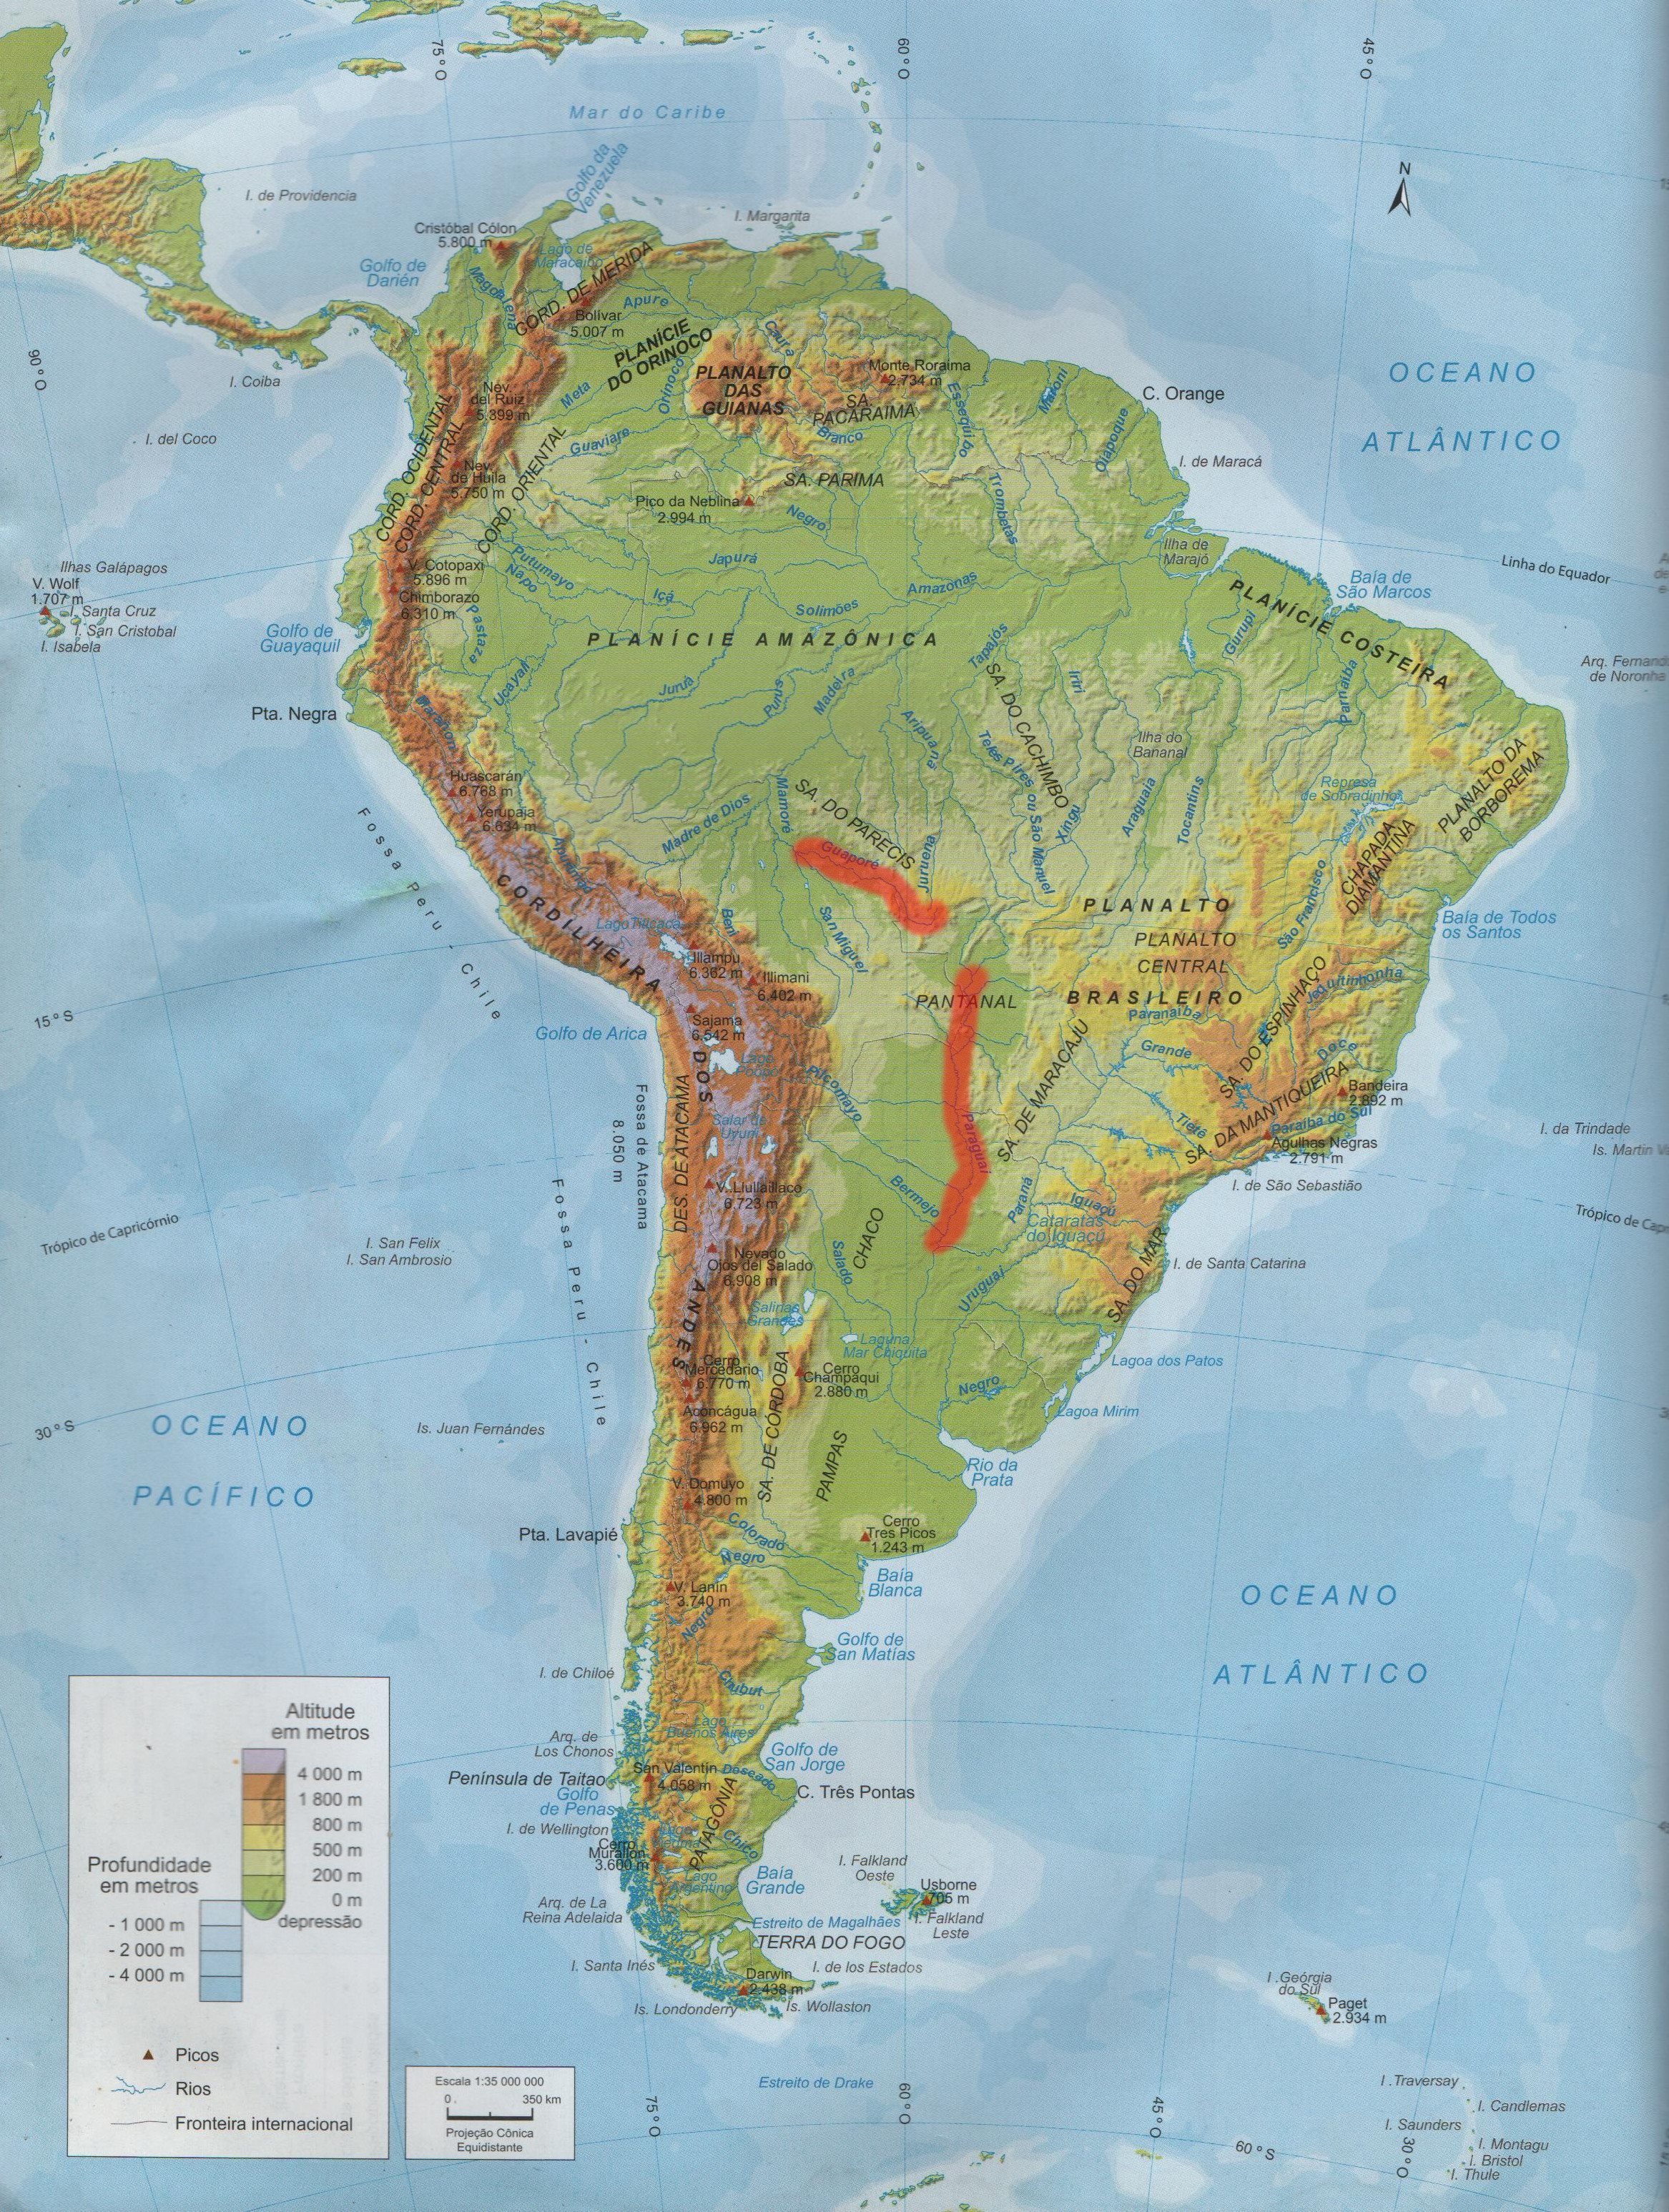 75° O
60° O
45° O
Mar do Caribe
I. de Providencia
Golfo da
Venezuela
I. Margarita
N
Cristóbal Cólon
5.800 m
Golfo de
Darién
Lago de
Maracaibo
Magdalena
CORD. DE MERIDA
Apure
Bolívar
5.007 m
PLANÍCIE
DO ORINOCO
Caura
90° O
I. Coiba
PLANALTO
DAS
GUIANAS
Monte Roraima
2.734 m
SA.
PACARAIMA
Essequibo
Maroni
C. Orange
OCEANO
ATLÂNTICO
Nev.
del Ruiz
5.399 m
Meta
Orinoco
Branco
Oiapoque
I. del Coco
CORD. OCIDENTAL
CORD. CENTRAL
CORD. ORIENTAL
Guaviare
Nev.
de Huila
5.750 m
SA. PARIMA
I. de Maracá
Pico da Neblina
2.994 m
Negro
Trombetas
Ilhas Galápagos
V. Wolf
1.707 m
I. Santa Cruz
I. San Cristobal
I. Isabela
V. Cotopaxi
5.896 m
Chimborazo
6.310 m
Putumayo
Napo
Japurá
Içá
Solimões
Amazonas
Ilha de
Marajó
Linha do Equador
Baía de
São Marcos
Golfo de
Guayaquil
Pastaza
PLANÍCIE AMAZÔNICA
PLANÍCIE COSTEIRA
Gurupi
Tapajós
Pta. Negra
Marañon
Ucayali
Juruá
Purus
Madeira
Aripuanã
SA. DO CACHIMBO
Iriri
Parnaíba
Arq. Fernand
de Noronha
Ilha do
Bananal
Teles Pires ou São Manuel
Huascarán
6.768 m
Yerupaja
6.634 m
Madre de Dios
Mamoré
SA. DO PARECIS
Xingu
Araguaia
Tocantins
Represa
de Sobradinho
PLANALTO DA
BORBOREMA
Fossa Peru - Chile
Apurimac
Guaporé
Juruena
CHAPADA
DIAMANTINA
São Francisco
CORDILHEIRA
DOS
ANDES
Lago Titicaca
Beni
San Miguel
PLANALTO
BRASILEIRO
PLANALTO
CENTRAL
Baía de Todos
os Santos
Illampu
6.362 m
Illimani
6.402 m
PANTANAL
Jequitinhonha
SA. DO ESPINHAÇO
Paranaíba
15° S
Golfo de Arica
Sajama
6.542 m
Lago
Poopó
Pilcomayo
SA. DE MARACAJU
Grande
Doce
Bandeira
2.892 m
SA. DA MANTIQUEIRA
Paraíba do Sul
Agulhas Negras
2.791 m
Tietê
I. da Trindade
Is. Martin V
Fossa de Atacama
8.050 m
DES. DE ATACAMA
Salar de
Uyuni
Paraguai
I. de São Sebastião
V. Llullaillaco
6.723 m
Bermejo
Paraná
Iguaçu
Cataratas
do Iguaçú
Trópico de Capricórnio
Trópico de Cap
Fossa Peru - Chile
I. San Felix
I. San Ambrosio
Nevado
Ojos del Salado
6.908 m
Salado
CHACO
SA. DO MAR
I. de Santa Catarina
Uruguai
Salinas
Grandes
Laguna
Mar Chiquita
Lagoa dos Patos
Cerro
Mercedario
6.770 m
Cerro
Champaqui
2.880 m
SA. DE CÓRDOBA
Negro
Lagoa Mirim
Aconcágua
6.962 m
30° S
OCEANO
PACÍFICO
Is. Juan Fernándes
PAMPAS
Rio da
Prata
V. Domuyo
4.800 m
Pta. Lavapié
Colorado
Negro
Cerro
Tres Picos
1.243 m
Baía
Blanca
V. Lanin
3.740 m
Negro
OCEANO
ATLÂNTICO
Golfo de
San Matías
I. de Chiloé
Chubut
Lago
Buenos Aires
Arq. de
Los Chonos
Golfo de
San Jorge
Península de Taitao
San Valentin
4.058 m
Deseado
C. Três Pontas
Golfo
de Penas
I. de Wellington
Cerro
Murallón
3.600 m
PATAGÔNIA
Chico
Lago
Argentino
Baía
Grande
I. Falkland
Oeste
Usborne
705 m
I. Falkland
Leste
Arq. de La
Reina Adelaida
Estreito de Magalhães
TERRA DO FOGO
I. Santa Inés
I. de los Estados
Darwin
2.438 m
Is. Londonderry
Is. Wollaston
I .Geórgia
do Sul
Paget
2.934 m
Estreito de Drake
I .Traversay
I. Candlemas
I. Saunders
I. Montagu
I. Bristol
I. Thule
75° O
60° O
45° O
60° S
30° O
Altitude
em metros
4 000 m
1 800 m
800 m
500 m
200 m
0 m
depressão
Profundidade
em metros
- 1 000 m
- 2 000 m
- 4 000 m
Picos
Rios
Fronteira internacional
Escala 1:35 000 000
0
350 km
Projeção Cônica
Equidistante